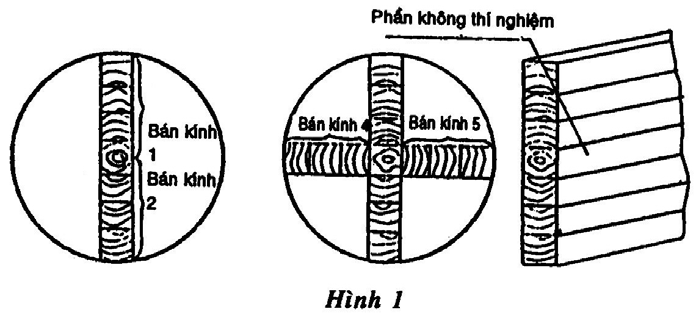 Phần không thí nghiệm
Bán kính
1
Bán kính
2
Bán kính 4
Bán kính 5
Hình 1